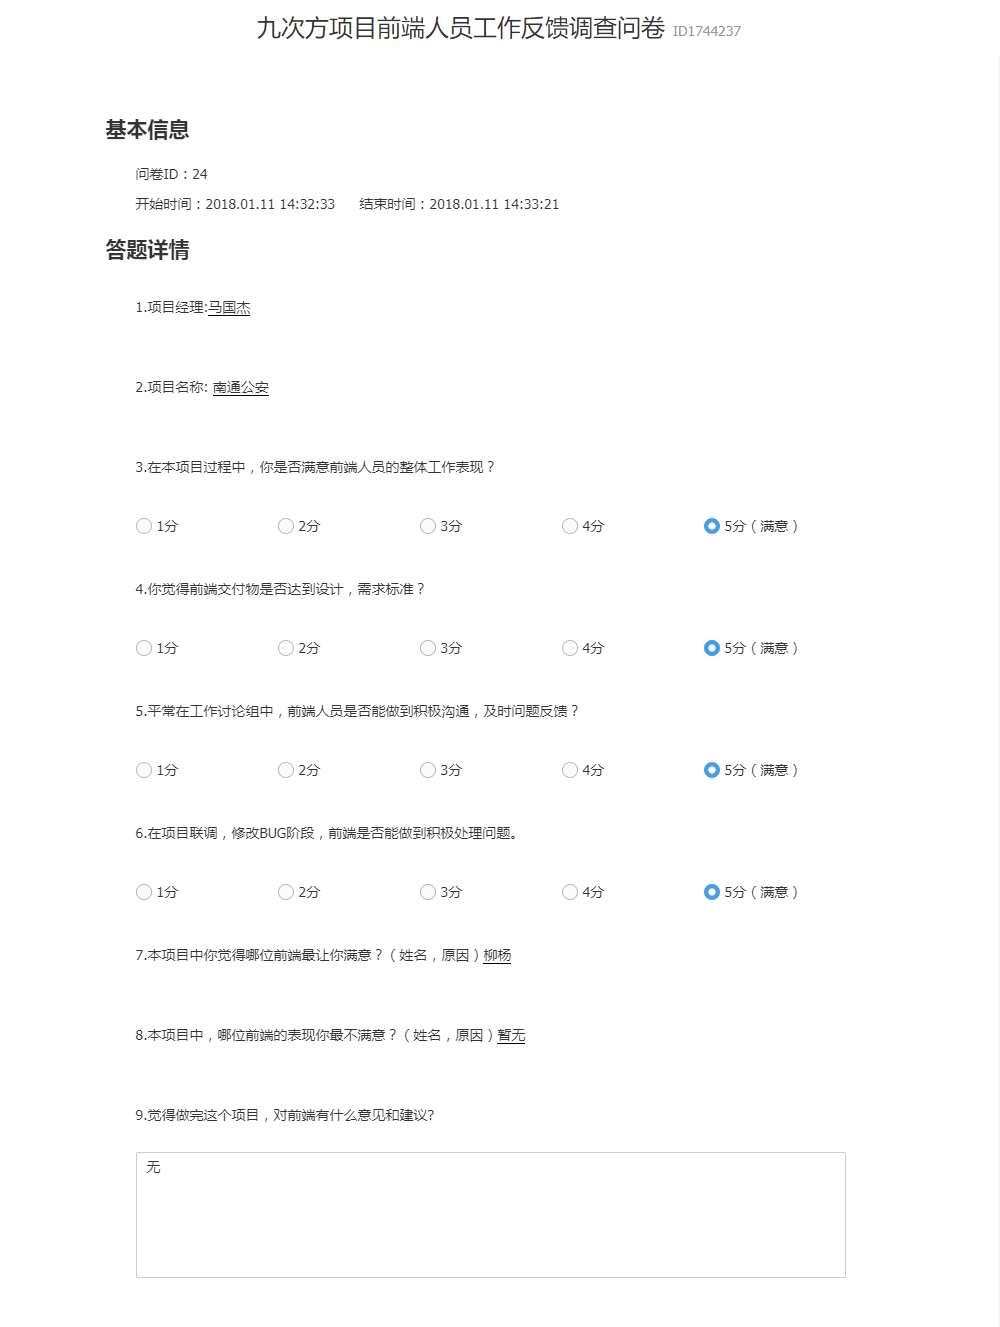 九次方项目前端人员工作反馈调查问卷 ID1744237
基本信息
问卷ID：24
开始时间：2018.01.11 14:32:33 结束时间：2018.01.11 14:33:21
答题详情
1.项目经理:马国杰
2.项目名称: 南通公安
3.在本项目过程中，你是否满意前端人员的整体工作表现？
1分 2分 3分 4分 5分（满意）
4.你觉得前端交付物是否达到设计，需求标准？
1分 2分 3分 4分 5分（满意）
5.平常在工作讨论组中，前端人员是否能做到积极沟通，及时问题反馈？
1分 2分 3分 4分 5分（满意）
6.在项目联调，修改BUG阶段，前端是否能做到积极处理问题。
1分 2分 3分 4分 5分（满意）
7.本项目中你觉得哪位前端最让你满意？（姓名，原因）柳杨
8.本项目中，哪位前端的表现你最不满意？（姓名，原因）暂无
9.觉得做完这个项目，对前端有什么意见和建议?
无